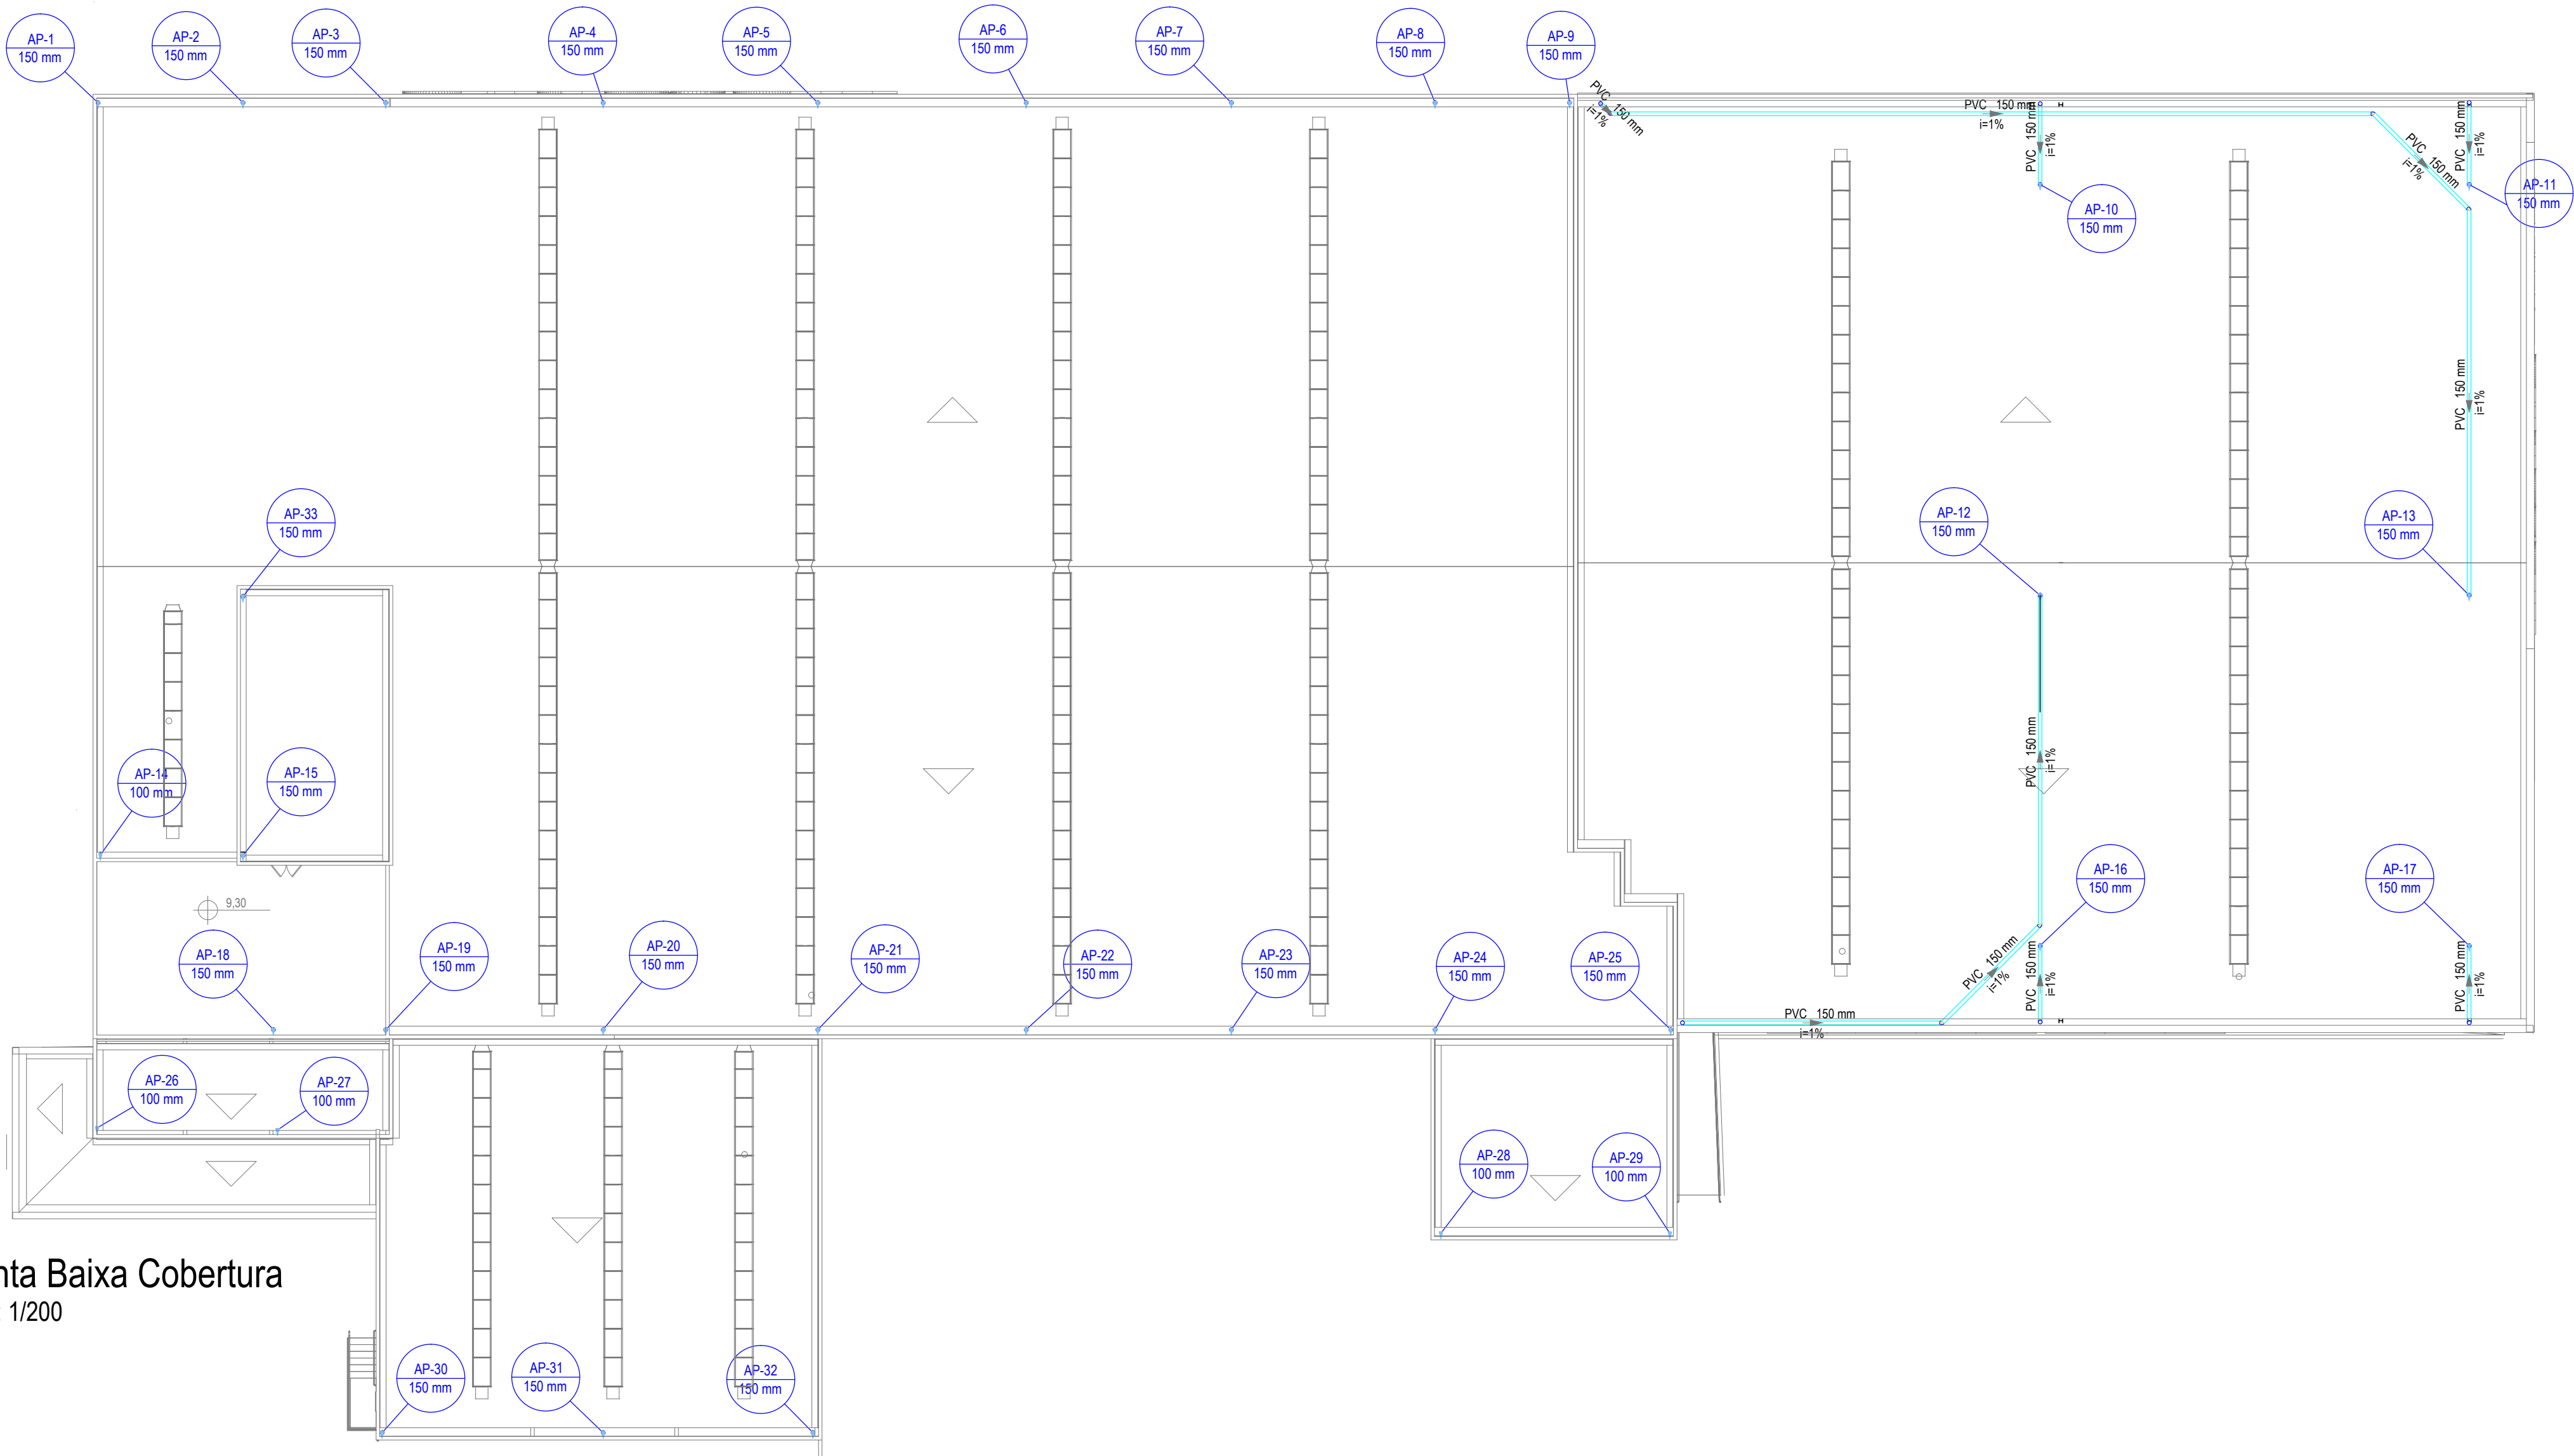 AP-1
150 mm
AP-2
150 mm
AP-3
150 mm
AP-4
150 mm
AP-5
150 mm
AP-6
150 mm
AP-7
150 mm
AP-8
150 mm
AP-9
150 mm
PVC 150 mm
i=1%
PVC 150 mm
i=1%
PVC 150 mm
i=1%
PVC 150 mm
i=1%
PVC 150 mm
i=1%
AP-10
150 mm
AP-11
150 mm
PVC 150 mm
i=1%
AP-33
150 mm
AP-12
150 mm
AP-13
150 mm
AP-14
100 mm
AP-15
150 mm
PVC 150 mm
i=1%
AP-16
150 mm
AP-17
150 mm
9,30
AP-18
150 mm
AP-19
150 mm
AP-20
150 mm
AP-21
150 mm
AP-22
150 mm
AP-23
150 mm
AP-24
150 mm
AP-25
150 mm
PVC 150 mm
i=1%
PVC 150 mm
i=1%
PVC 150 mm
i=1%
PVC 150 mm
i=1%
AP-26
100 mm
AP-27
100 mm
AP-28
100 mm
AP-29
100 mm
nta Baixa Cobertura
1/200
AP-30
150 mm
AP-31
150 mm
AP-32
150 mm